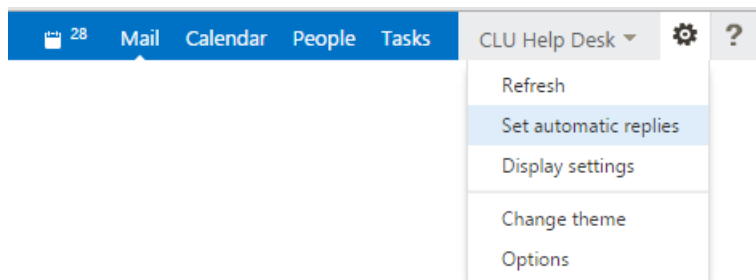 28 Mail Calendar People Tasks CLU Help Desk ?
Refresh
Set automatic replies
Display settings
Change theme
Options